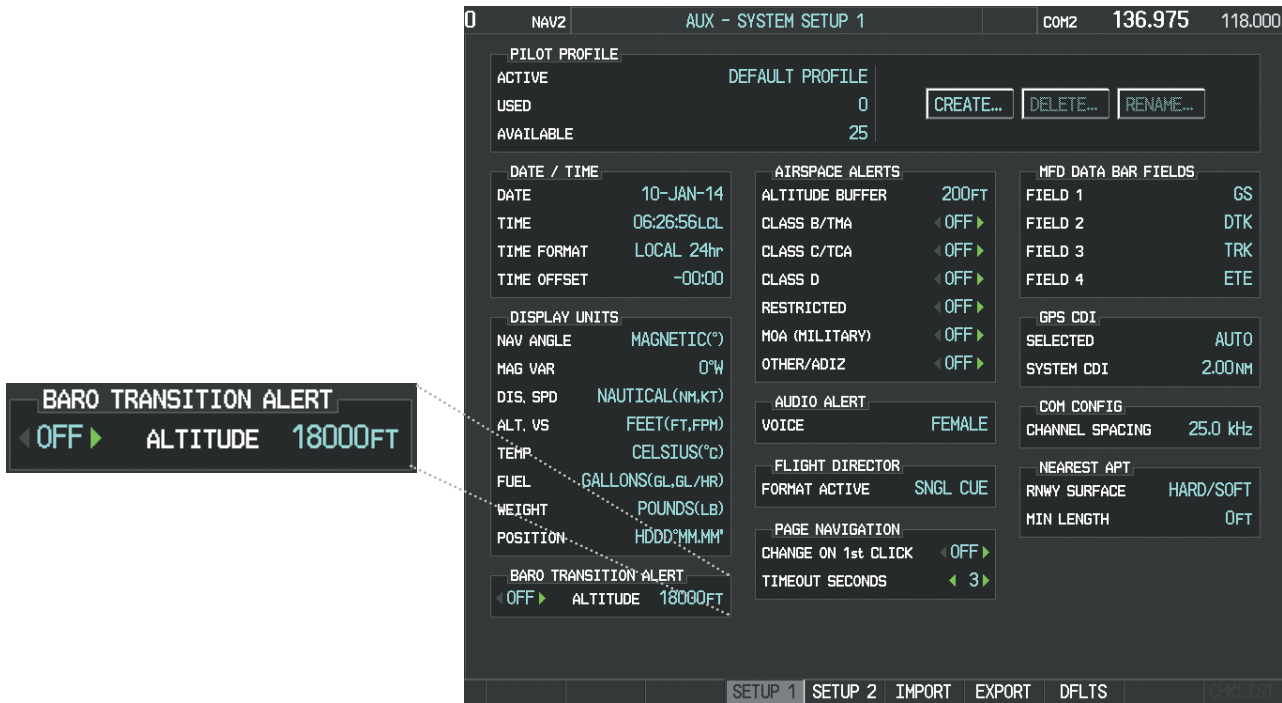 0 NAV2 AUX - SYSTEM SETUP 1 COM2 136.975 118.000
PILOT PROFILE
ACTIVE DEFAULT PROFILE
USED 0
AVAILABLE 25
CREATE... DELETE... RENAME...
DATE / TIME
DATE 10-JAN-14
TIME 06:26:56LCL
TIME FORMAT LOCAL 24hr
TIME OFFSET -00:00
DISPLAY UNITS
NAV ANGLE MAGNETIC(°)
MAG VAR 0°W
DIS, SPD NAUTICAL(NM,KT)
ALT, VS FEET(FT,FPM)
TEMP CELSIUS(°C)
FUEL GALLONS(GL,GL/HR)
WEIGHT POUNDS(LB)
POSITION HDDD°MM.MM'
BARO TRANSITION ALERT
OFF ALTITUDE 18000FT
AIRSPACE ALERTS
ALTITUDE BUFFER 200FT
CLASS B/TMA OFF
CLASS C/TCA OFF
CLASS D OFF
RESTRICTED OFF
MOA (MILITARY) OFF
OTHER/ADIZ OFF
AUDIO ALERT
VOICE FEMALE
FLIGHT DIRECTOR
FORMAT ACTIVE SNGL CUE
PAGE NAVIGATION
CHANGE ON 1st CLICK OFF
TIMEOUT SECONDS 3
MFD DATA BAR FIELDS
FIELD 1 GS
FIELD 2 DTK
FIELD 3 TRK
FIELD 4 ETE
GPS CDI
SELECTED AUTO
SYSTEM CDI 2.00NM
COM CONFIG
CHANNEL SPACING 25.0 kHz
NEAREST APT
RNWY SURFACE HARD/SOFT
MIN LENGTH 0FT
BARO TRANSITION ALERT
OFF ALTITUDE 18000FT
SETUP 1 SETUP 2 IMPORT EXPORT DFLTS CHKLIST